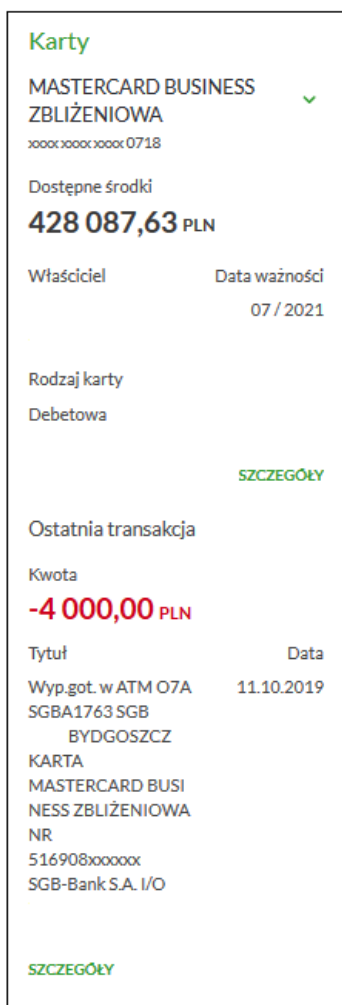 Karty
MASTERCARD BUSINESS
ZBLIŻENIOWA
xxxx xxxx xxxx 0718
Dostępne środki
428 087,63 PLN
Właściciel Data ważności
07 / 2021
Rodzaj karty
Debetowa
SZCZEGÓŁY
Ostatnia transakcja
Kwota
-4 000,00 PLN
Tytuł Data
Wyp.got. w ATM O7A 11.10.2019
SGBA1763 SGB
BYDGOSZCZ
KARTA
MASTERCARD BUSI
NESS ZBLIŻENIOWA
NR
516908xxxxxx
SGB-Bank S.A. I/O
SZCZEGÓŁY